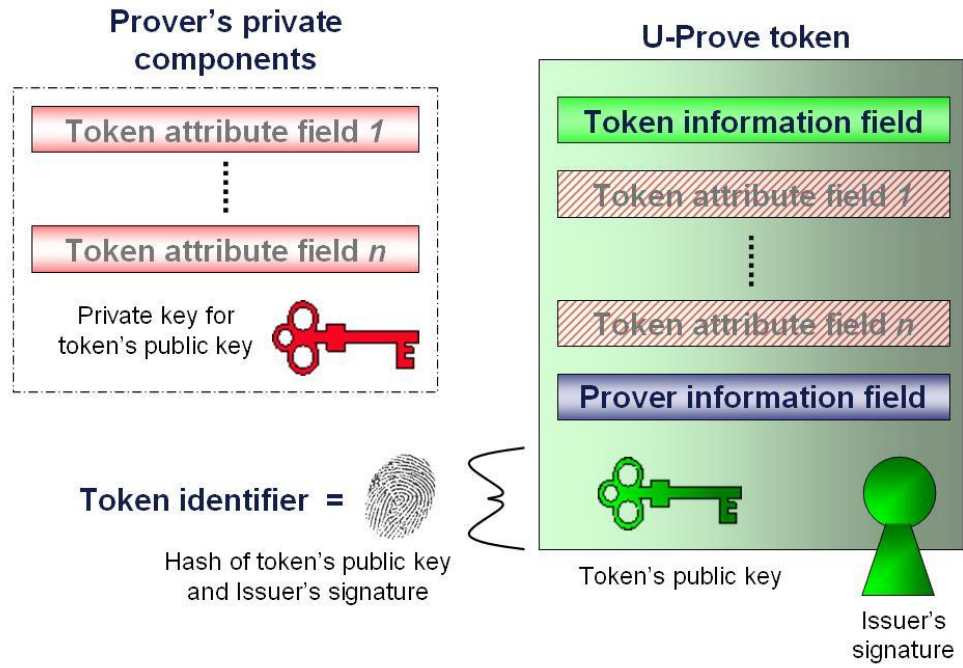 Prover's private
components
Token attribute field 1
Token attribute field n
Private key for
token's public key
Token identifier =
Hash of token's public key
and Issuer's signature
U-Prove token
Token information field
Token attribute field 1
Token attribute field n
Prover information field
Token's public key
Issuer's
signature